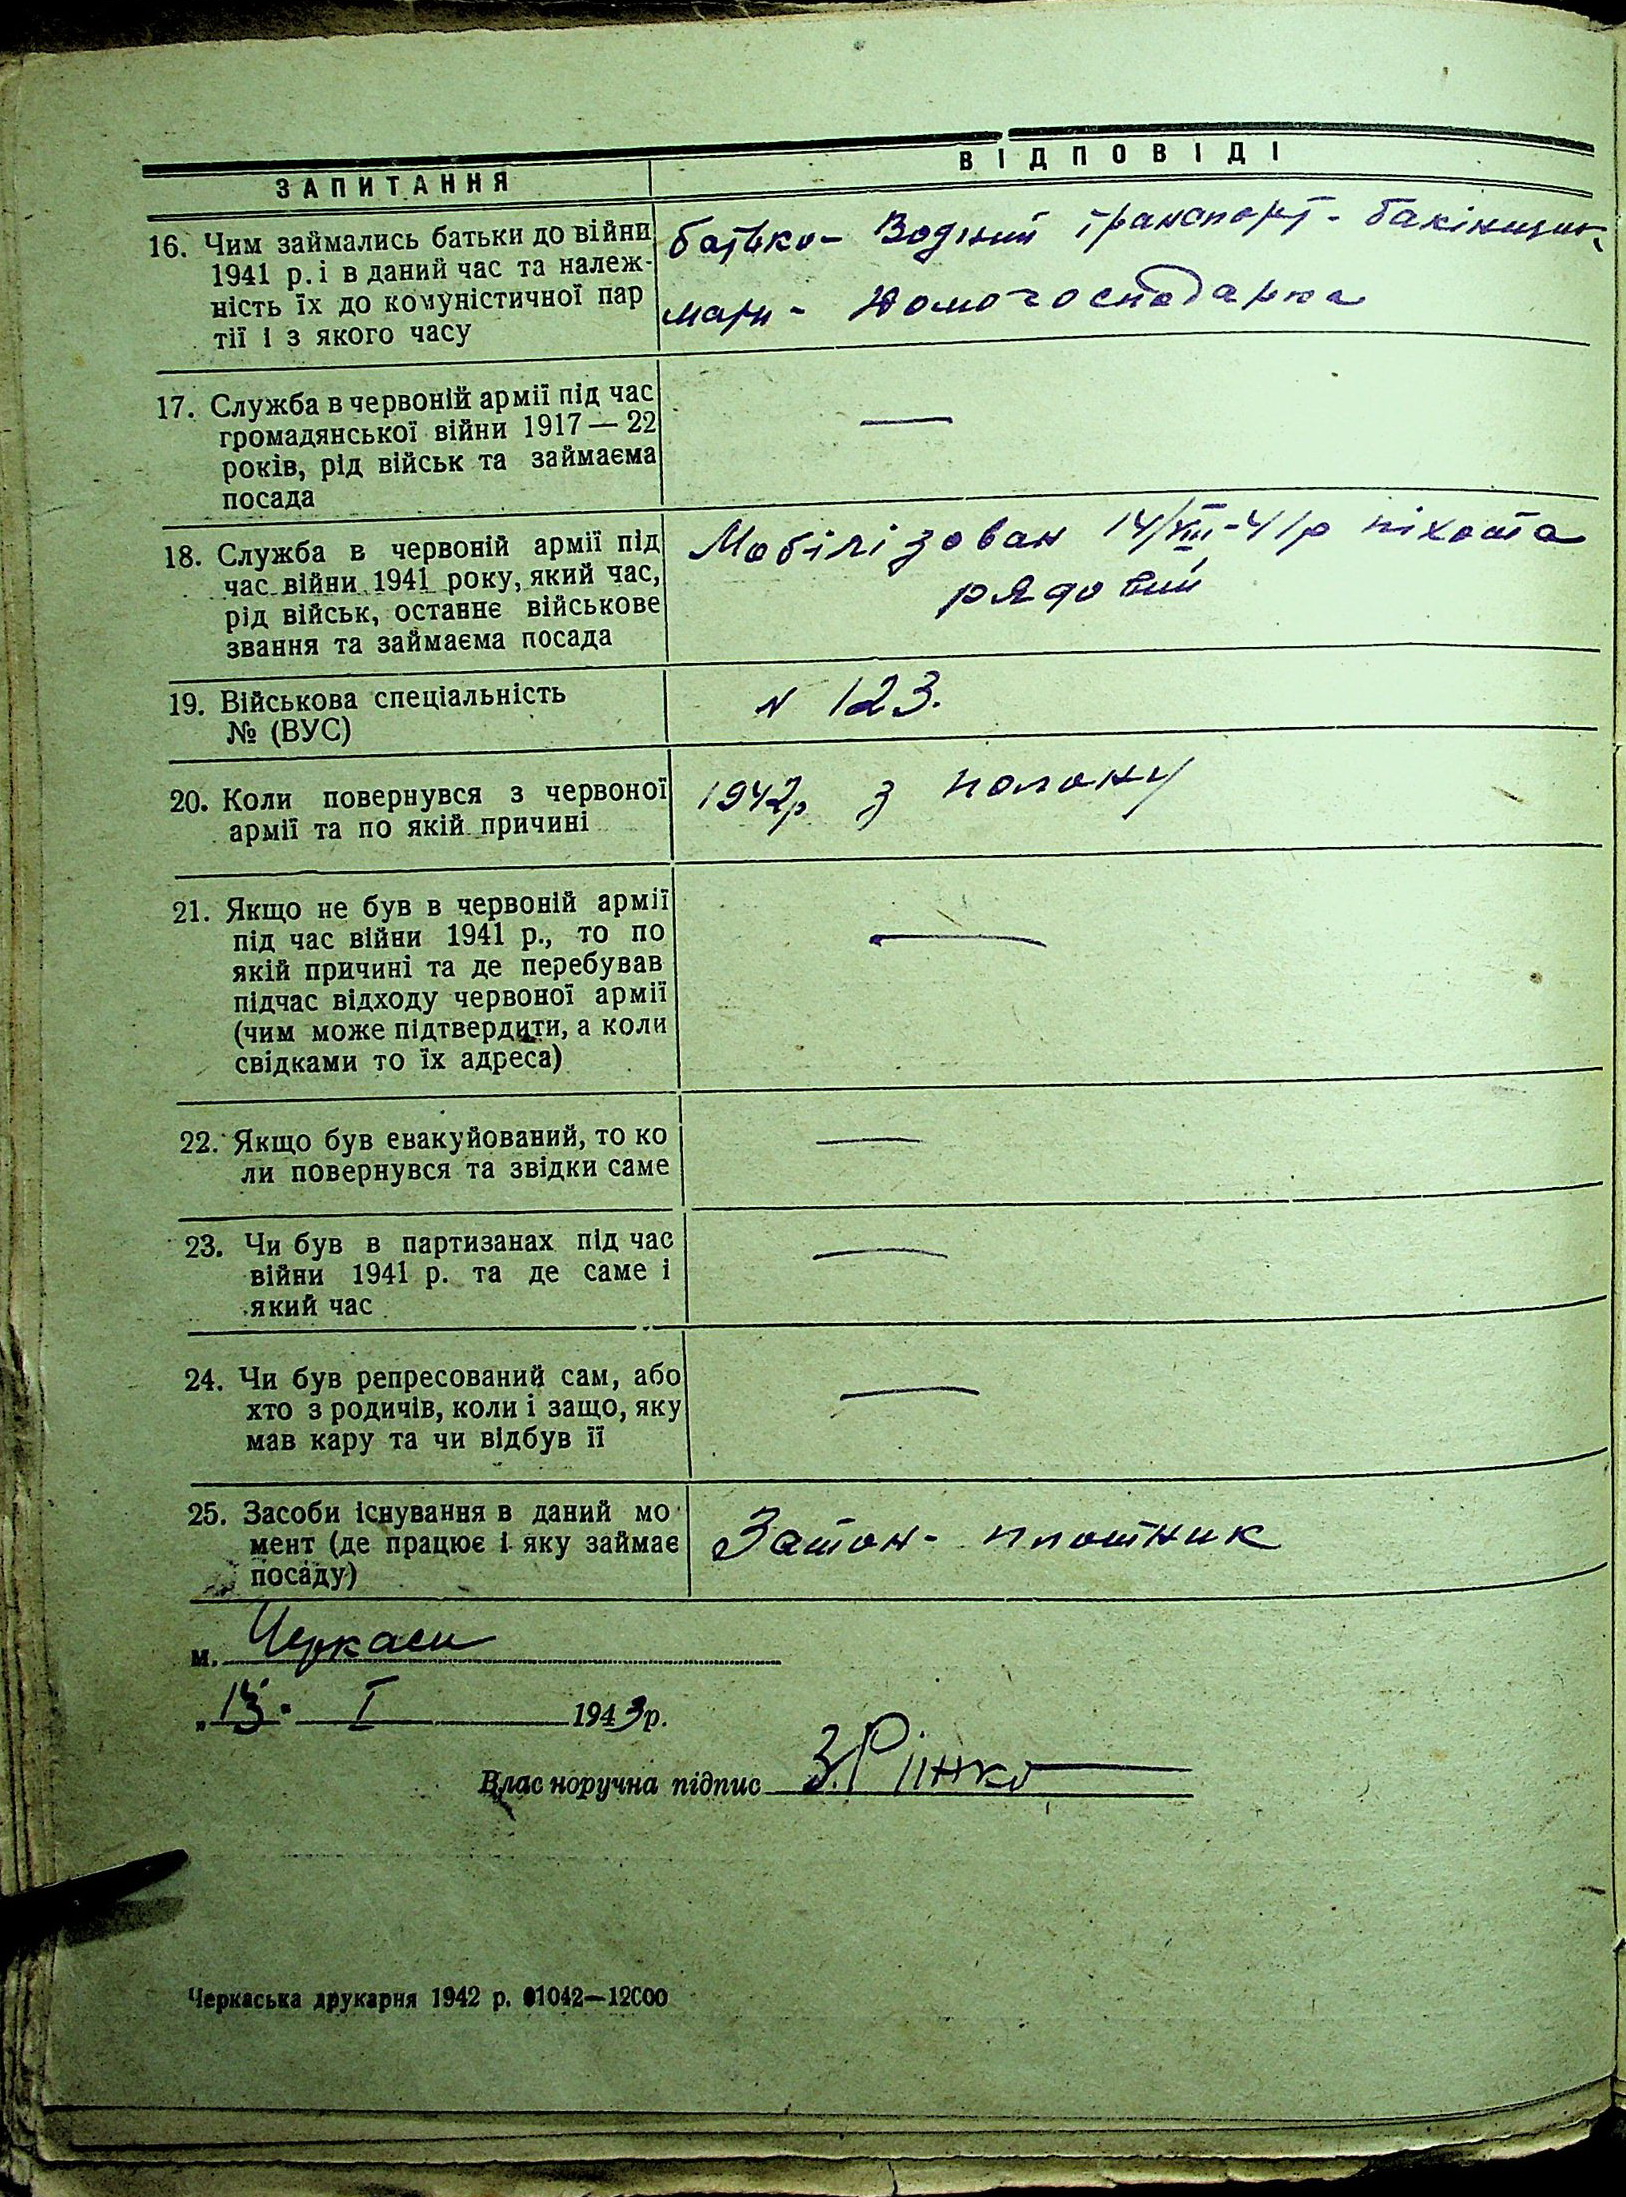 ЗАПИТАННЯ
ВІДПОВІДІ
16. Чим займались батьки до війни
1941 р. і в даний час та належ-
ність їх до комуністичної пар
тії і з якого часу
батько- Водний транспорт- бакінщик
мати- Домогосподарка
17. Служба в червоній армії під час
громадянської війни 1917 — 22
років, рід військ та займаєма
посада
—
18. Служба в червоній армії під
час війни 1941 року, який час,
рід військ, останнє військове
звання та займаєма посада
Мобілізован 14/VIII-41р піхота
рядовий
19. Військова спеціальність
№ (ВУС)
N 123.
20. Коли повернувся з червоної
армії та по якій причині
1942р з полону
21. Якщо не був в червоній армії
під час війни 1941 р., то по
якій причині та де перебував
підчас відходу червоної армії
(чим може підтвердити, а коли
свідками то їх адреса)
—
22. Якщо був евакуйований, то ко
ли повернувся та звідки саме
—
23. Чи був в партизанах під час
війни 1941 р. та де саме і
який час
—
24. Чи був репресований сам, або
хто з родичів, коли і защо, яку
мав кару та чи відбув її
—
25. Засоби існування в даний мо
мент (де працює і яку займає
посаду)
Затон- плотник
м. Черкаси
„13" I 1943р.
Власноручна підпис
Черкаська друкарня 1942 р. 01042—12000